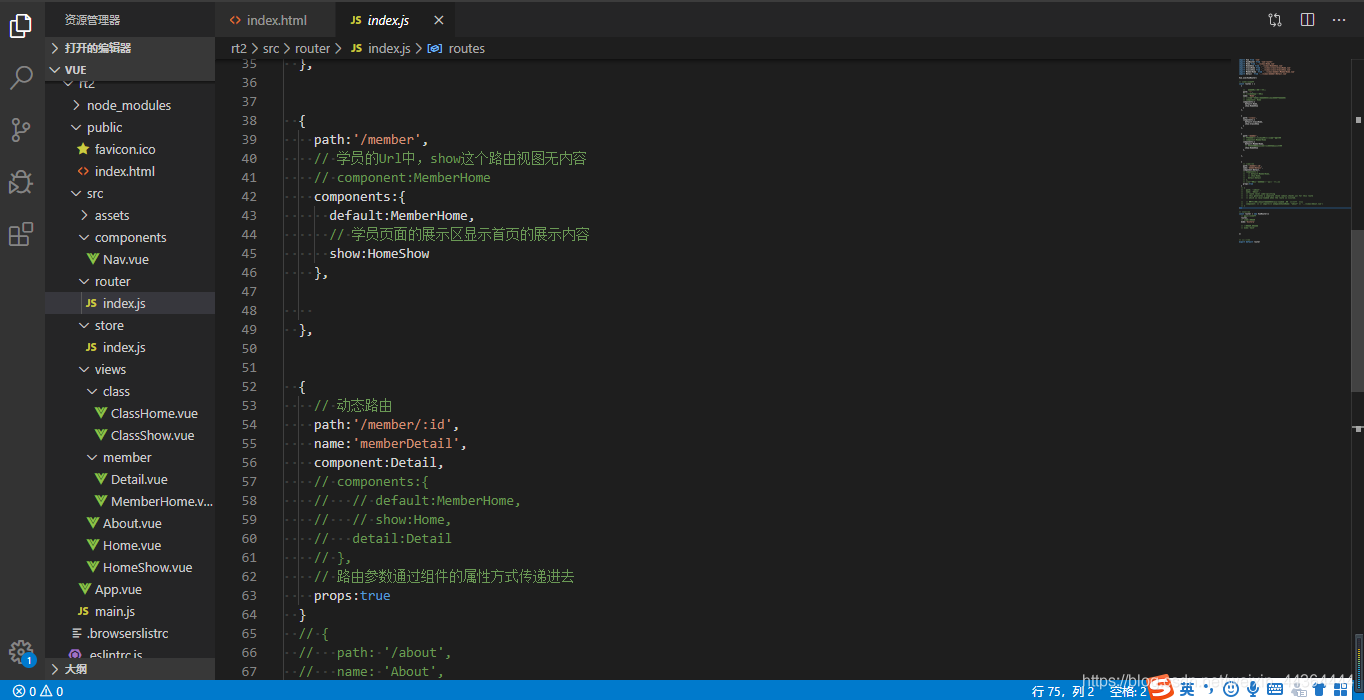 资源管理器
index.html
JS index.js
打开的编辑器
VUE
rt2
node_modules
public
favicon.ico
index.html
src
assets
components
Nav.vue
router
JS index.js
store
JS index.js
views
class
ClassHome.vue
ClassShow.vue
member
Detail.vue
MemberHome.v...
About.vue
Home.vue
HomeShow.vue
App.vue
JS main.js
.browserslistrc
.eslintrc.js
大纲
rt2 > src > router > JS index.js > routes
35 },
36
37
38 {
39 path:'/member',
40 // 学员的Url中，show这个路由视图无内容
41 // component:MemberHome
42 components:{
43 default:MemberHome,
44 // 学员页面的展示区显示首页的展示内容
45 show:HomeShow
46 },
47
48
49 },
50
51
52 {
53 // 动态路由
54 path:'/member/:id',
55 name:'memberDetail',
56 component:Detail,
57 // components:{
58 // // default:MemberHome,
59 // // show:Home,
60 // detail:Detail
61 // },
62 // 路由参数通过组件的属性方式传递进去
63 props:true
64 }
65 // {
66 // path: '/about',
67 // name: 'About',
1
0 0
行 75，列 2 空格: 2
英